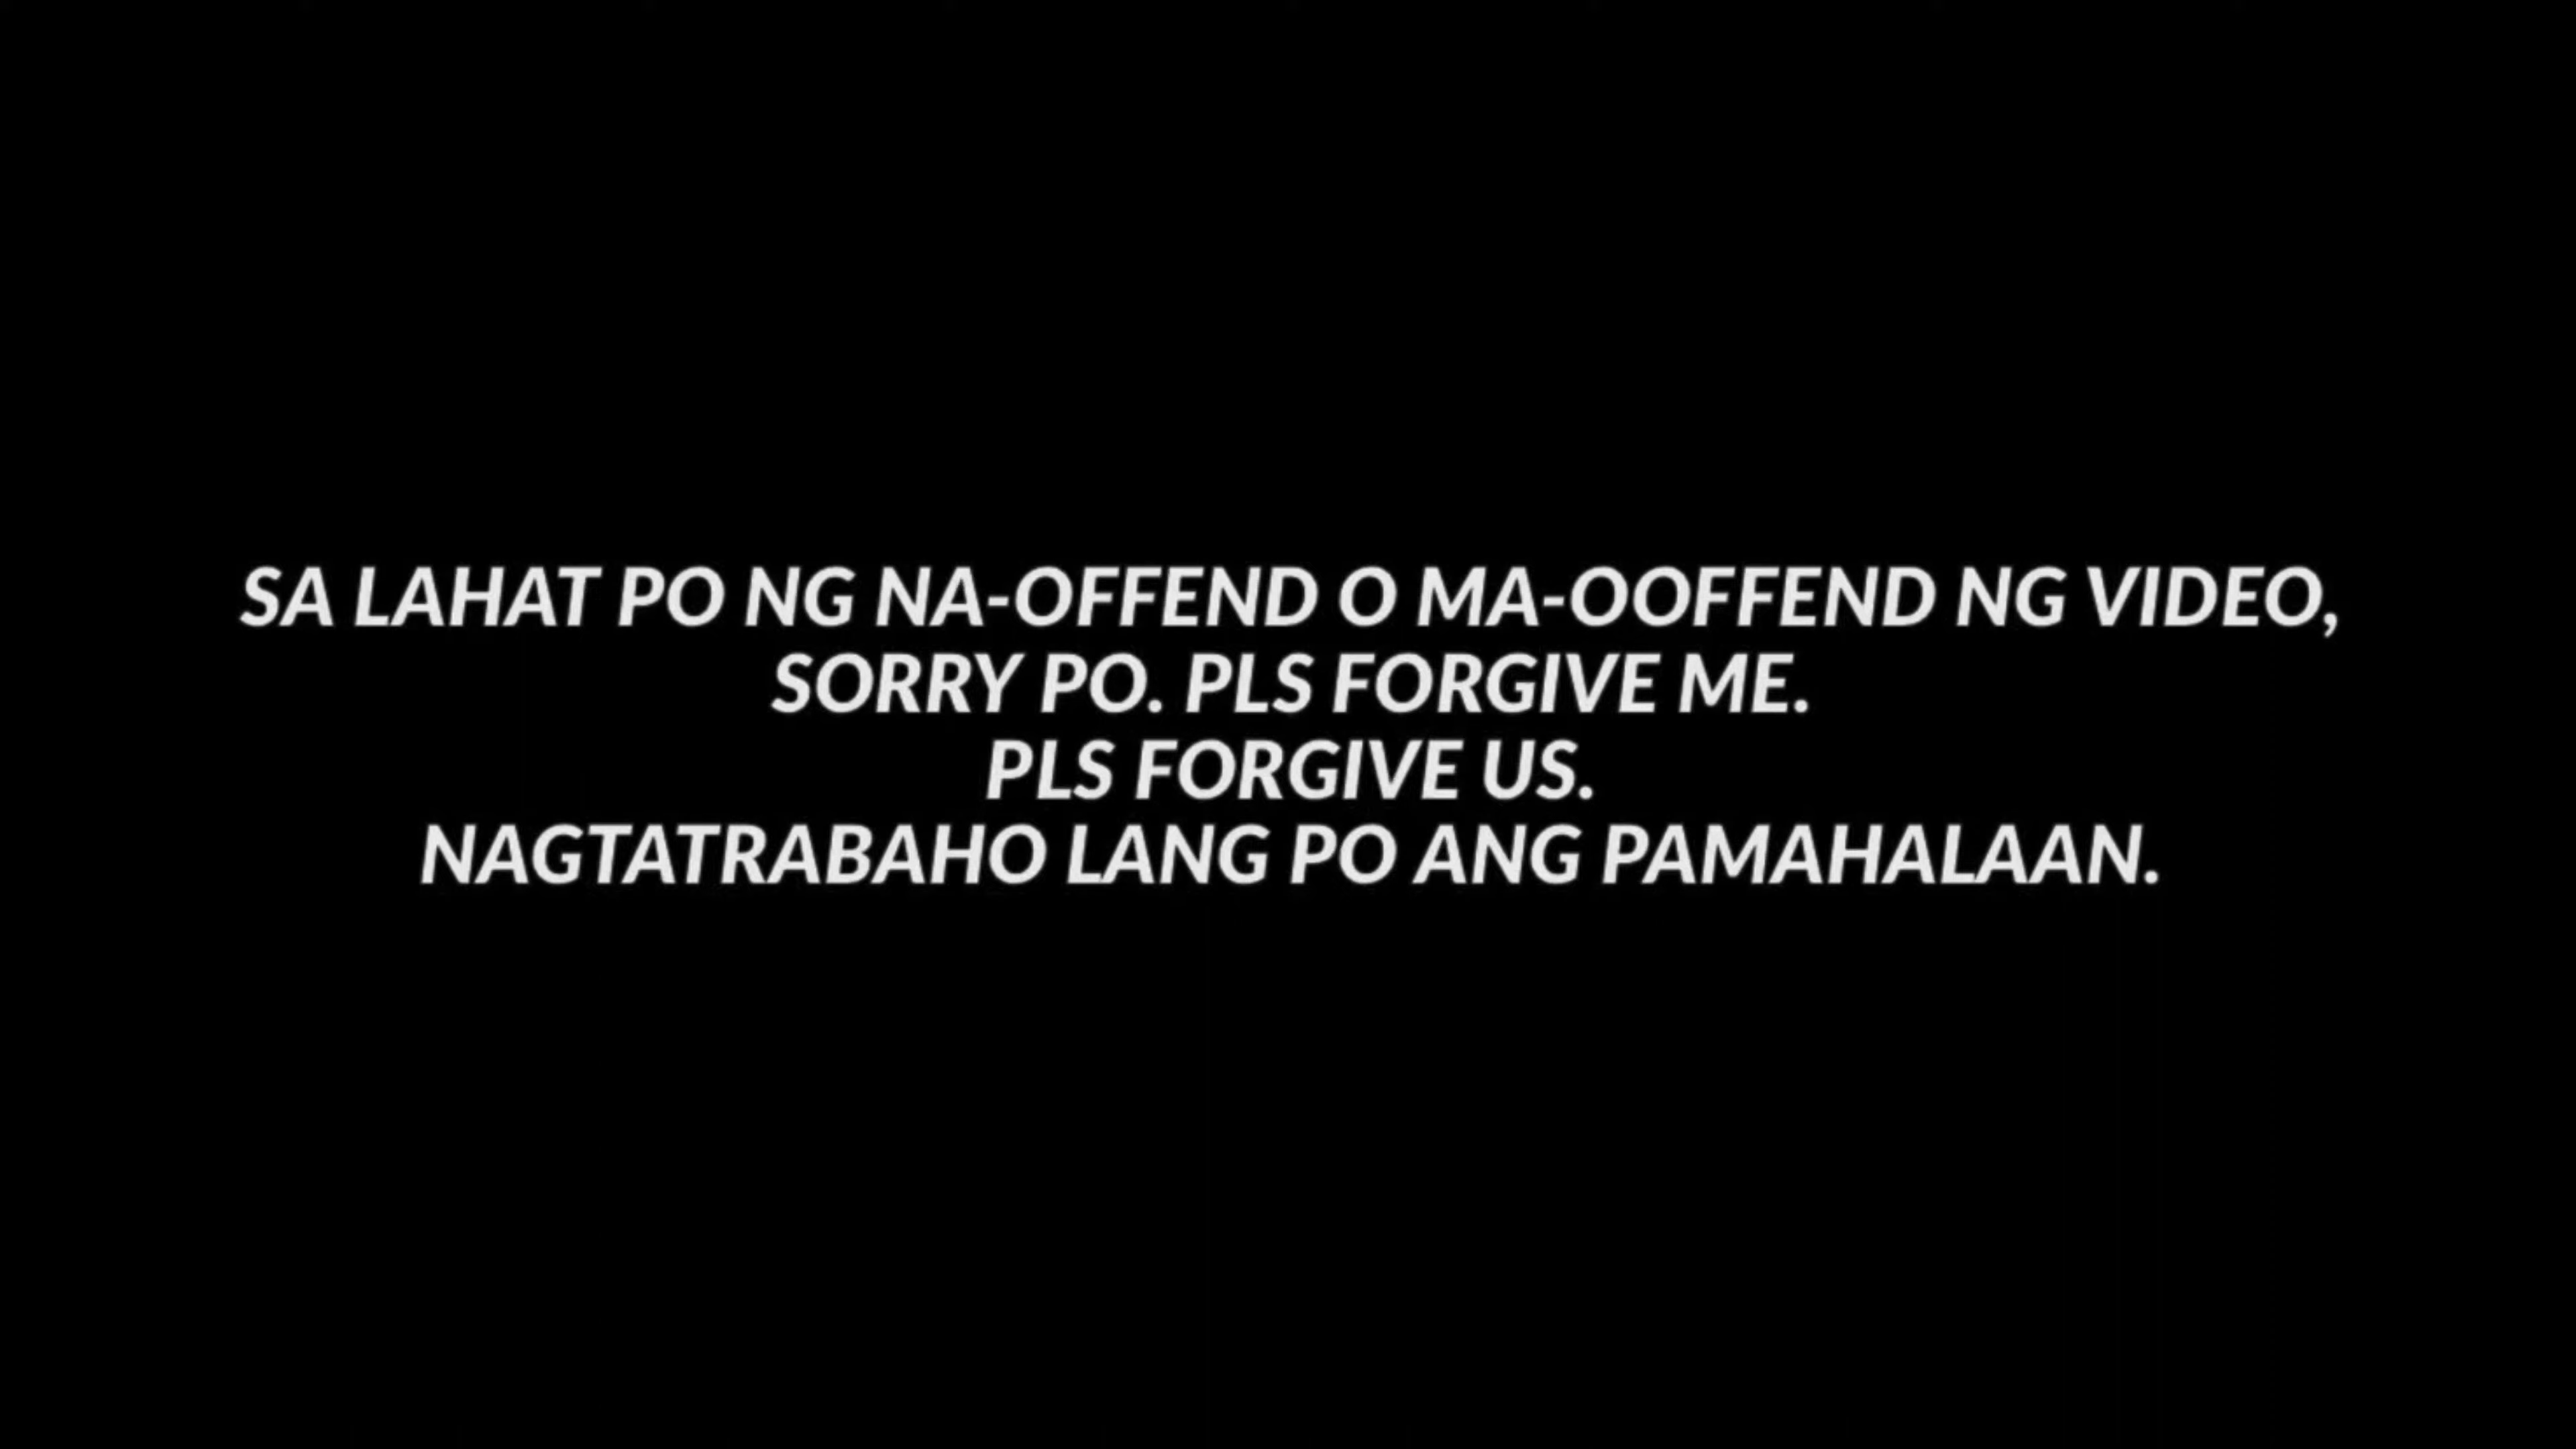 SA LAHAT PO NG NA-OFFEND O MA-OOFFEND NG VIDEO,
SORRY PO. PLS FORGIVE ME.
PLS FORGIVE US.
NAGTATRABAHO LANG PO ANG PAMAHALAAN.